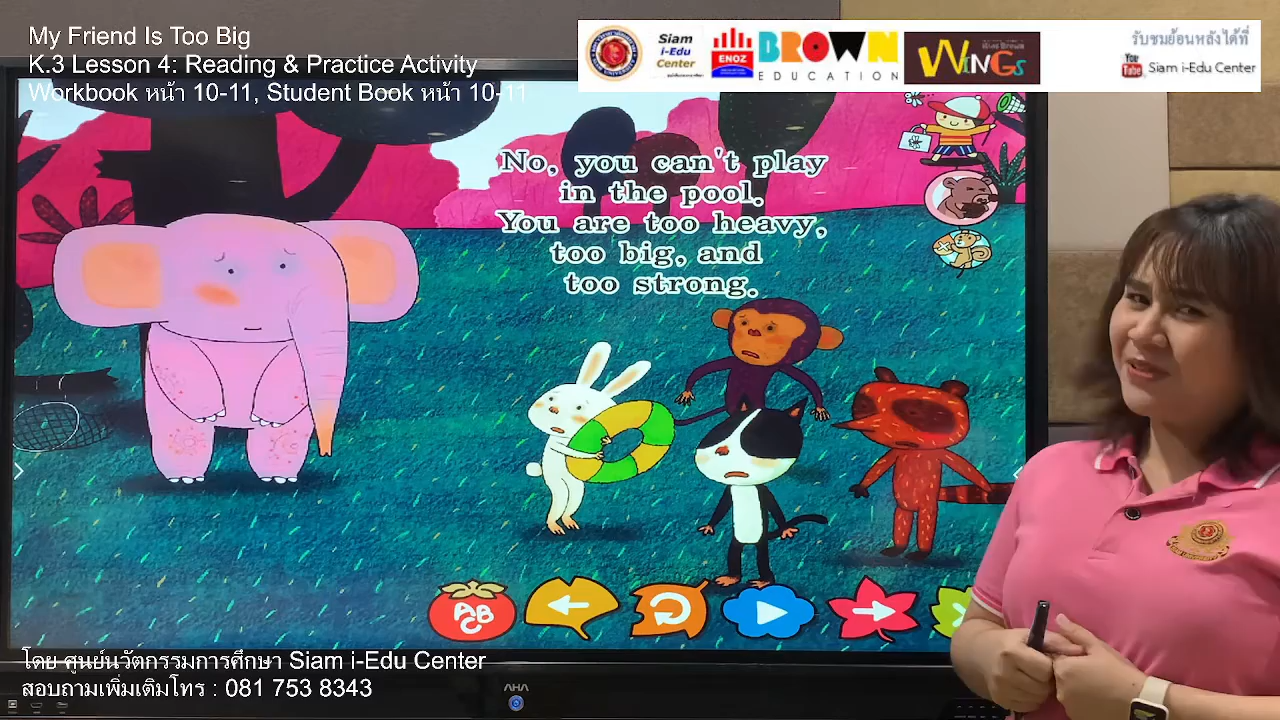 My Friend Is Too Big
K.3 Lesson 4: Reading & Practice Activity
Workbook หน้า 10-11, Student Book หน้า 10-11
Siam
i-Edu
Center
ENOZ
BROWN
EDUCATION
WINGS
รับชมย้อนหลังได้ที่
You Tube Siam i-Edu Center
No, you can't play
in the pool.
You are too heavy,
too big, and
too strong.
ABC
โดย ศูนย์นวัตกรรมการศึกษา Siam i-Edu Center
สอบถามเพิ่มเติมโทร : 081 753 8343
AHA